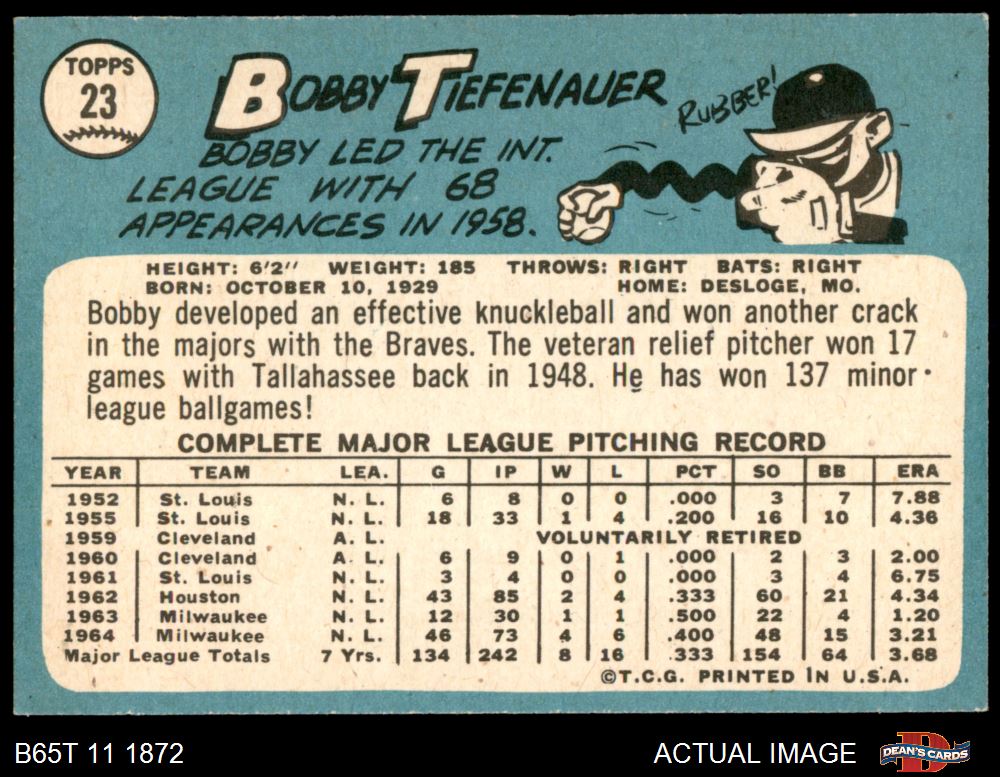 TOPPS
23
BOBBY TIEFENAUER
RUBBER!
BOBBY LED THE INT.
LEAGUE WITH 68
APPEARANCES IN 1958.
HEIGHT: 6'2" WEIGHT: 185 THROWS: RIGHT BATS: RIGHT
BORN: OCTOBER 10, 1929 HOME: DESLOGE, MO.
Bobby developed an effective knuckleball and won another crack
in the majors with the Braves. The veteran relief pitcher won 17
games with Tallahassee back in 1948. He has won 137 minor-
league ballgames!
COMPLETE MAJOR LEAGUE PITCHING RECORD
YEAR TEAM LEA. G IP W L PCT SO BB ERA
1952 St. Louis N. L. 6 8 0 0 .000 3 7 7.88
1955 St. Louis N. L. 18 33 1 4 .200 16 10 4.36
1959 Cleveland A. L. VOLUNTARILY RETIRED
1960 Cleveland A. L. 6 9 0 1 .000 2 3 2.00
1961 St. Louis N. L. 3 4 0 0 .000 3 4 6.75
1962 Houston N. L. 43 85 2 4 .333 60 21 4.34
1963 Milwaukee N. L. 12 30 1 1 .500 22 4 1.20
1964 Milwaukee N. L. 46 73 4 6 .400 48 15 3.21
Major League Totals 7 Yrs. 134 242 8 16 .333 154 64 3.68
©T.C.G. PRINTED IN U.S.A.
B65T 11 1872 ACTUAL IMAGE DEAN'S CARDS